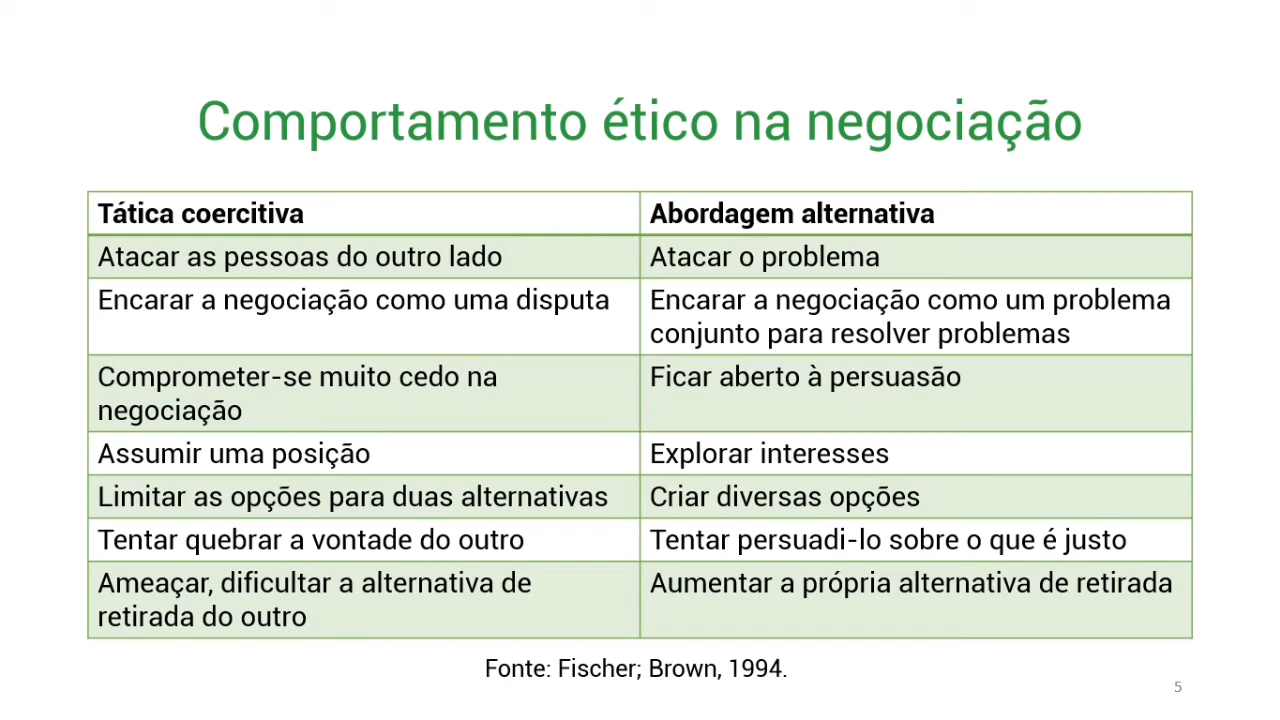 Comportamento ético na negociação
Tática coercitiva
Abordagem alternativa
Atacar as pessoas do outro lado
Atacar o problema
Encarar a negociação como uma disputa
Encarar a negociação como um problema
conjunto para resolver problemas
Comprometer-se muito cedo na
negociação
Ficar aberto à persuasão
Assumir uma posição
Explorar interesses
Limitar as opções para duas alternativas
Criar diversas opções
Tentar quebrar a vontade do outro
Tentar persuadi-lo sobre o que é justo
Ameaçar, dificultar a alternativa de
retirada do outro
Aumentar a própria alternativa de retirada
Fonte: Fischer; Brown, 1994.
5